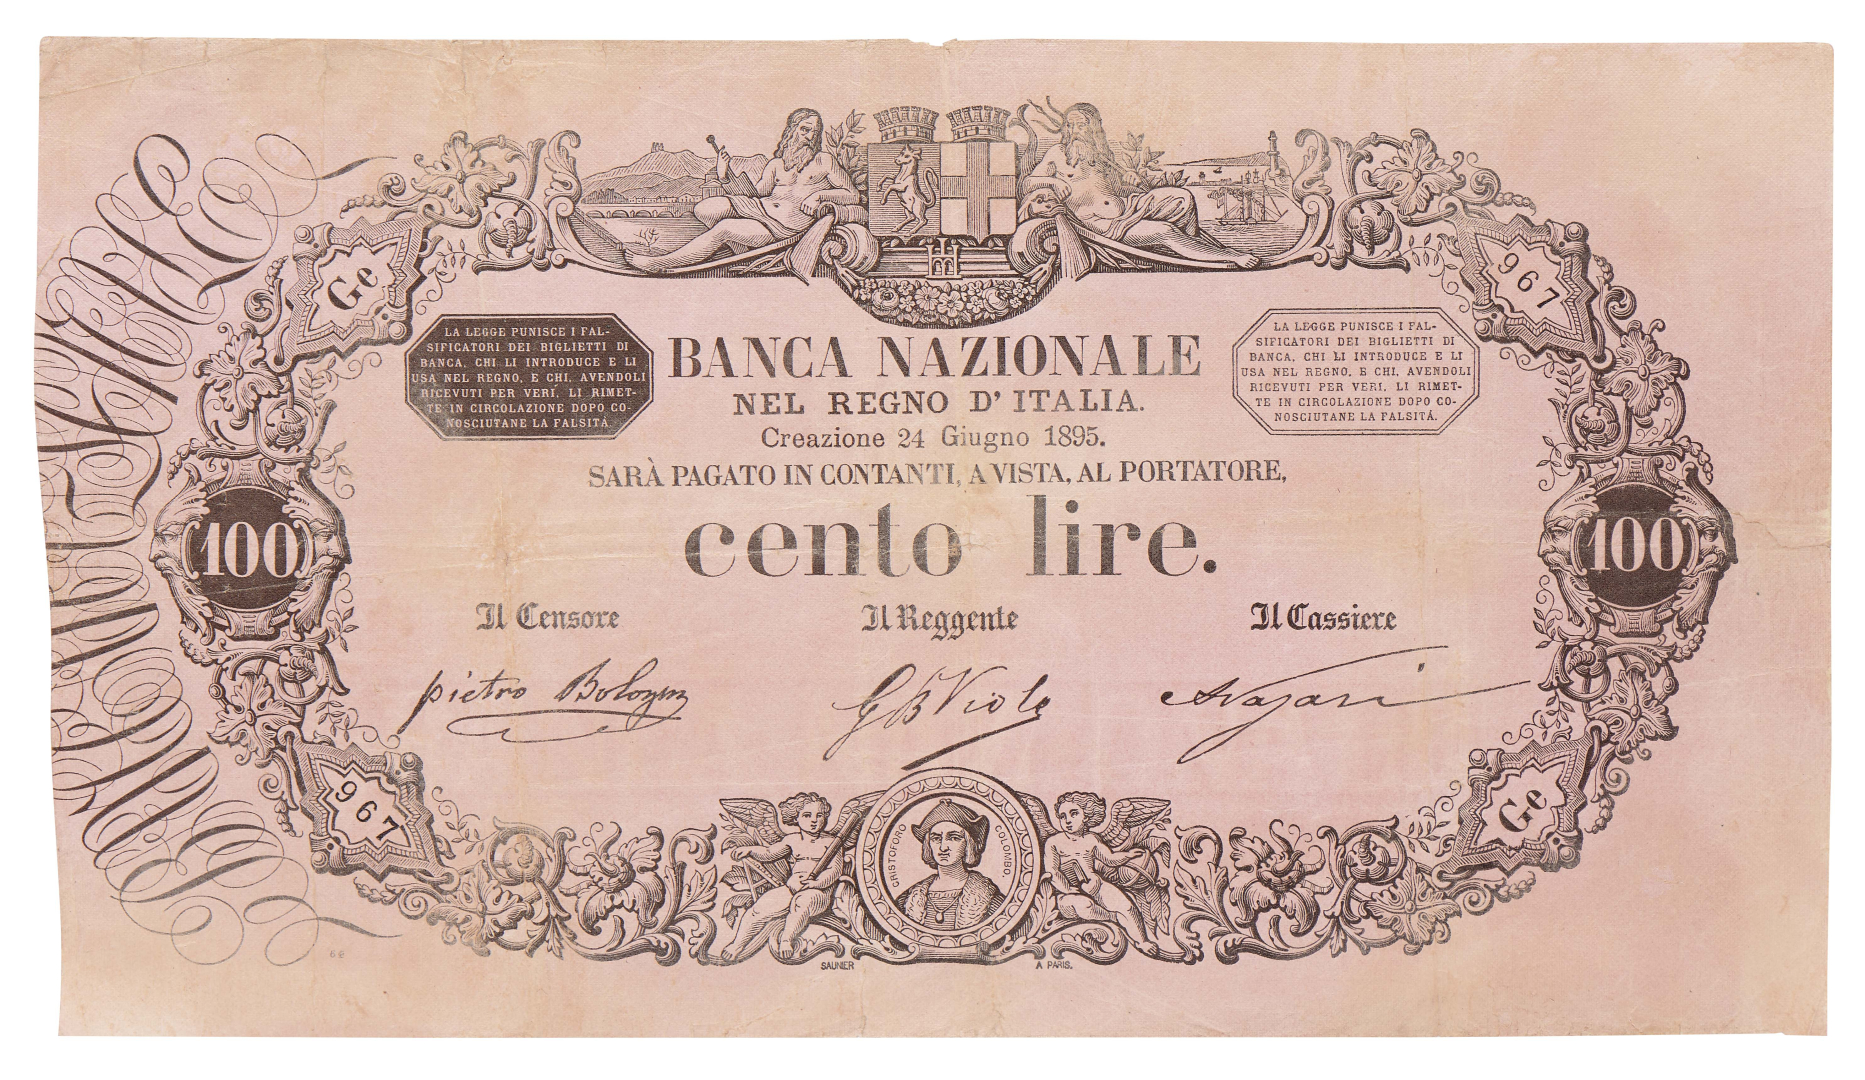 Ge
967
LA LEGGE PUNISCE I FAL-
SIFICATORI DEI BIGLIETTI DI
BANCA, CHI LI INTRODUCE E LI
USA NEL REGNO, E CHI, AVENDOLI
RICEVUTI PER VERI, LI RIMET-
TE IN CIRCOLAZIONE DOPO CO-
NOSCIUTANE LA FALSITÀ.
BANCA NAZIONALE
NEL REGNO D'ITALIA.
Creazione 24 Giugno 1895.
SARÀ PAGATO IN CONTANTI, A VISTA, AL PORTATORE,
cento lire.
LA LEGGE PUNISCE I FAL-
SIFICATORI DEI BIGLIETTI DI
BANCA, CHI LI INTRODUCE E LI
USA NEL REGNO, E CHI, AVENDOLI
RICEVUTI PER VERI, LI RIMET-
TE IN CIRCOLAZIONE DOPO CO-
NOSCIUTANE LA FALSITÀ.
100
100
Il Censore
Il Reggente
Il Cassiere
pietro
GB Viole
967
Ge
CRISTOFORO COLOMBO.
SAUNIER
A PARIS.